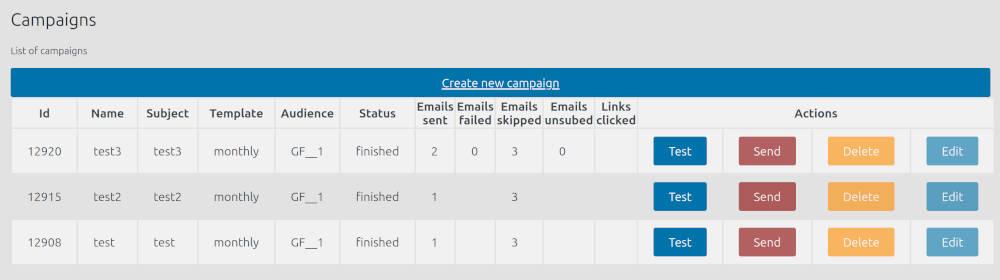 Campaigns
List of campaigns
Create new campaign
Id Name Subject Template Audience Status Emails sent Emails failed Emails skipped Emails unsubed Links clicked Actions
12920 test3 test3 monthly GF__1 finished 2 0 3 0 Test Send Delete Edit
12915 test2 test2 monthly GF__1 finished 1 3 Test Send Delete Edit
12908 test test monthly GF__1 finished 1 3 Test Send Delete Edit